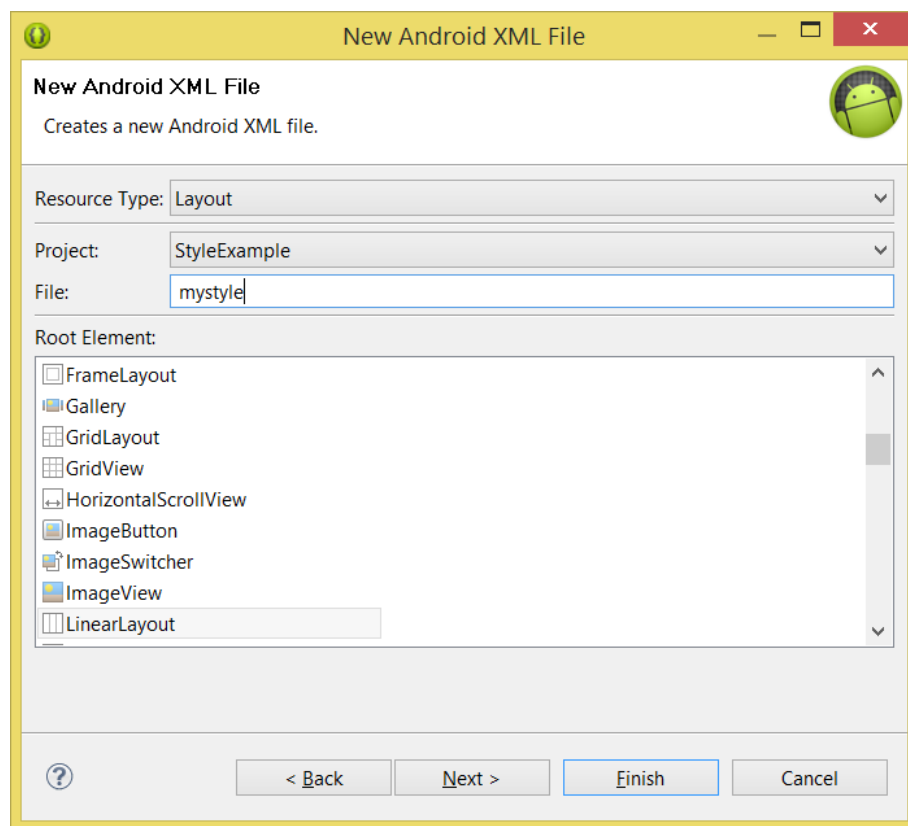 New Android XML File
New Android XML File
Creates a new Android XML file.
Resource Type: Layout
Project: StyleExample
File: mystyle
Root Element:
FrameLayout
Gallery
GridLayout
GridView
HorizontalScrollView
ImageButton
ImageSwitcher
ImageView
LinearLayout
? < Back Next > Finish Cancel